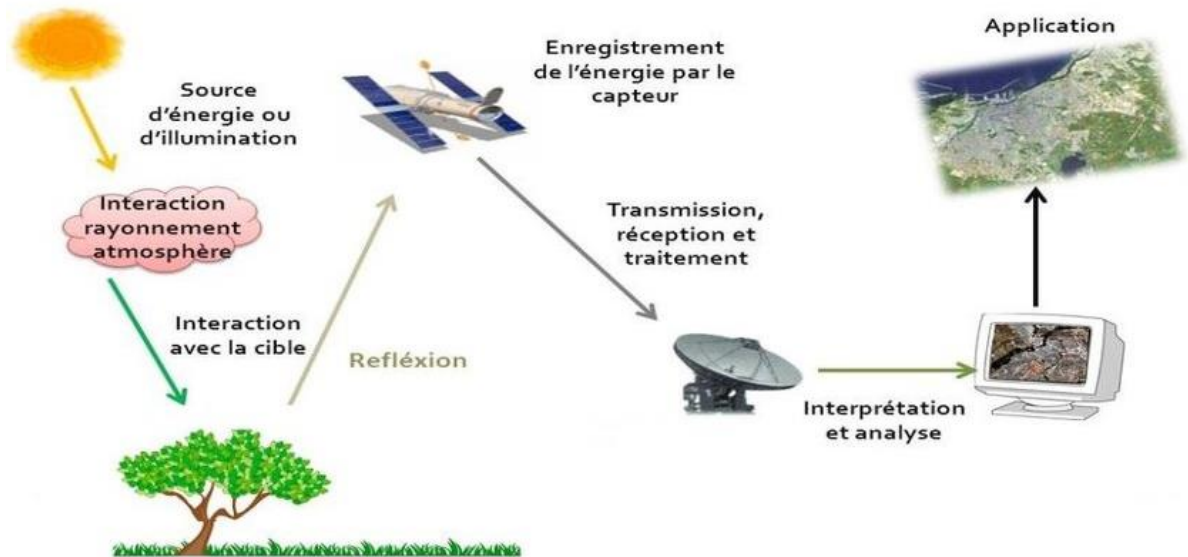 Source
d'énergie ou
d'illumination
Interaction
rayonnement
atmosphère
Interaction
avec la cible
Refléxion
Enregistrement
de l'énergie par le
capteur
Transmission,
réception et
traitement
Interprétation
et analyse
Application